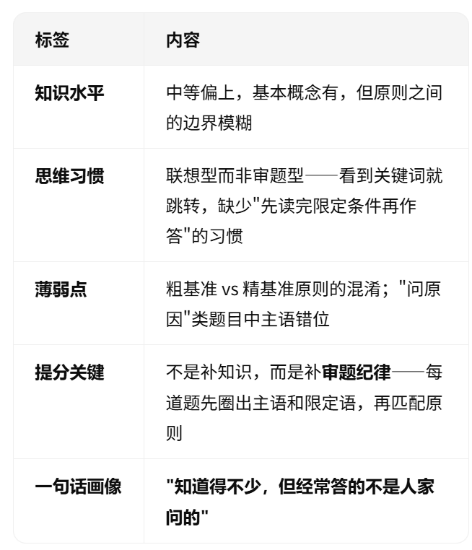 标签 内容
知识水平 中等偏上，基本概念有，但原则之间
的边界模糊
思维习惯 联想型而非审题型——看到关键词就
跳转，缺少"先读完限定条件再作
答"的习惯
薄弱点 粗基准 vs 精基准原则的混淆；"问原
因"类题目中主语错位
提分关键 不是补知识，而是补审题纪律——每
道题先圈出主语和限定语，再匹配原
则
一句话画像 "知道得不少，但经常答的不是人家
问的"